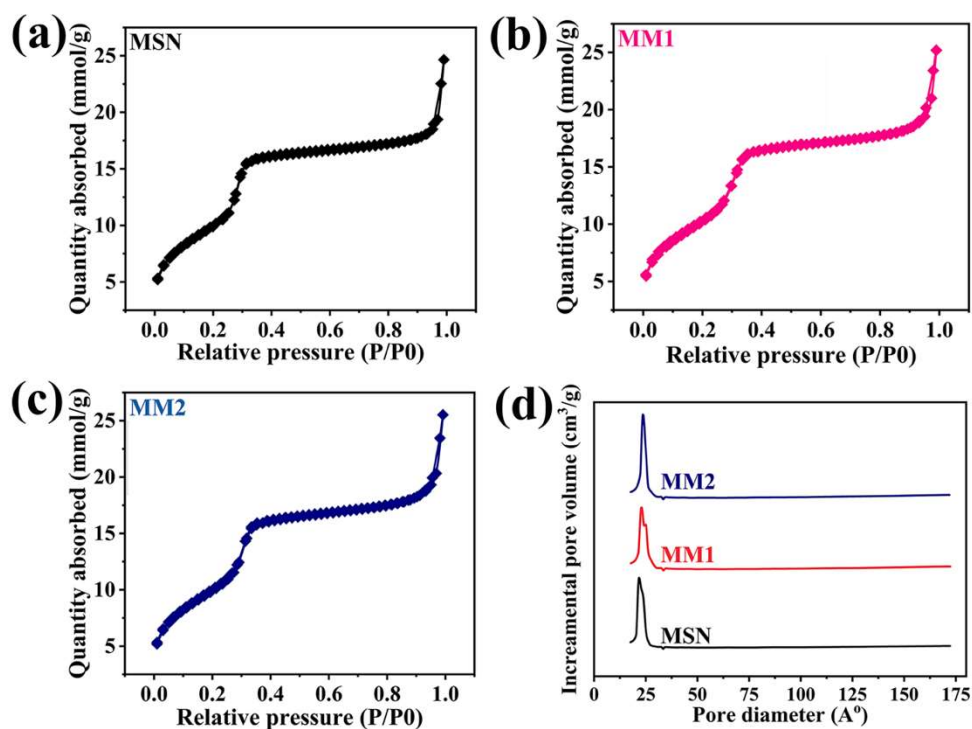 (a)
MSN
Quantity absorbed (mmol/g)
25
20
15
10
5
0.0 0.2 0.4 0.6 0.8 1.0
Relative pressure (P/P0)
(b)
MM1
Quantity absorbed (mmol/g)
25
20
15
10
5
0.0 0.2 0.4 0.6 0.8 1.0
Relative pressure (P/P0)
(c)
MM2
Quantity absorbed (mmol/g)
25
20
15
10
5
0.0 0.2 0.4 0.6 0.8 1.0
Relative pressure (P/P0)
(d)
Increamental pore volume (cm³/g)
MM2
MM1
MSN
0 25 50 75 100 125 150 175
Pore diameter (Aº)